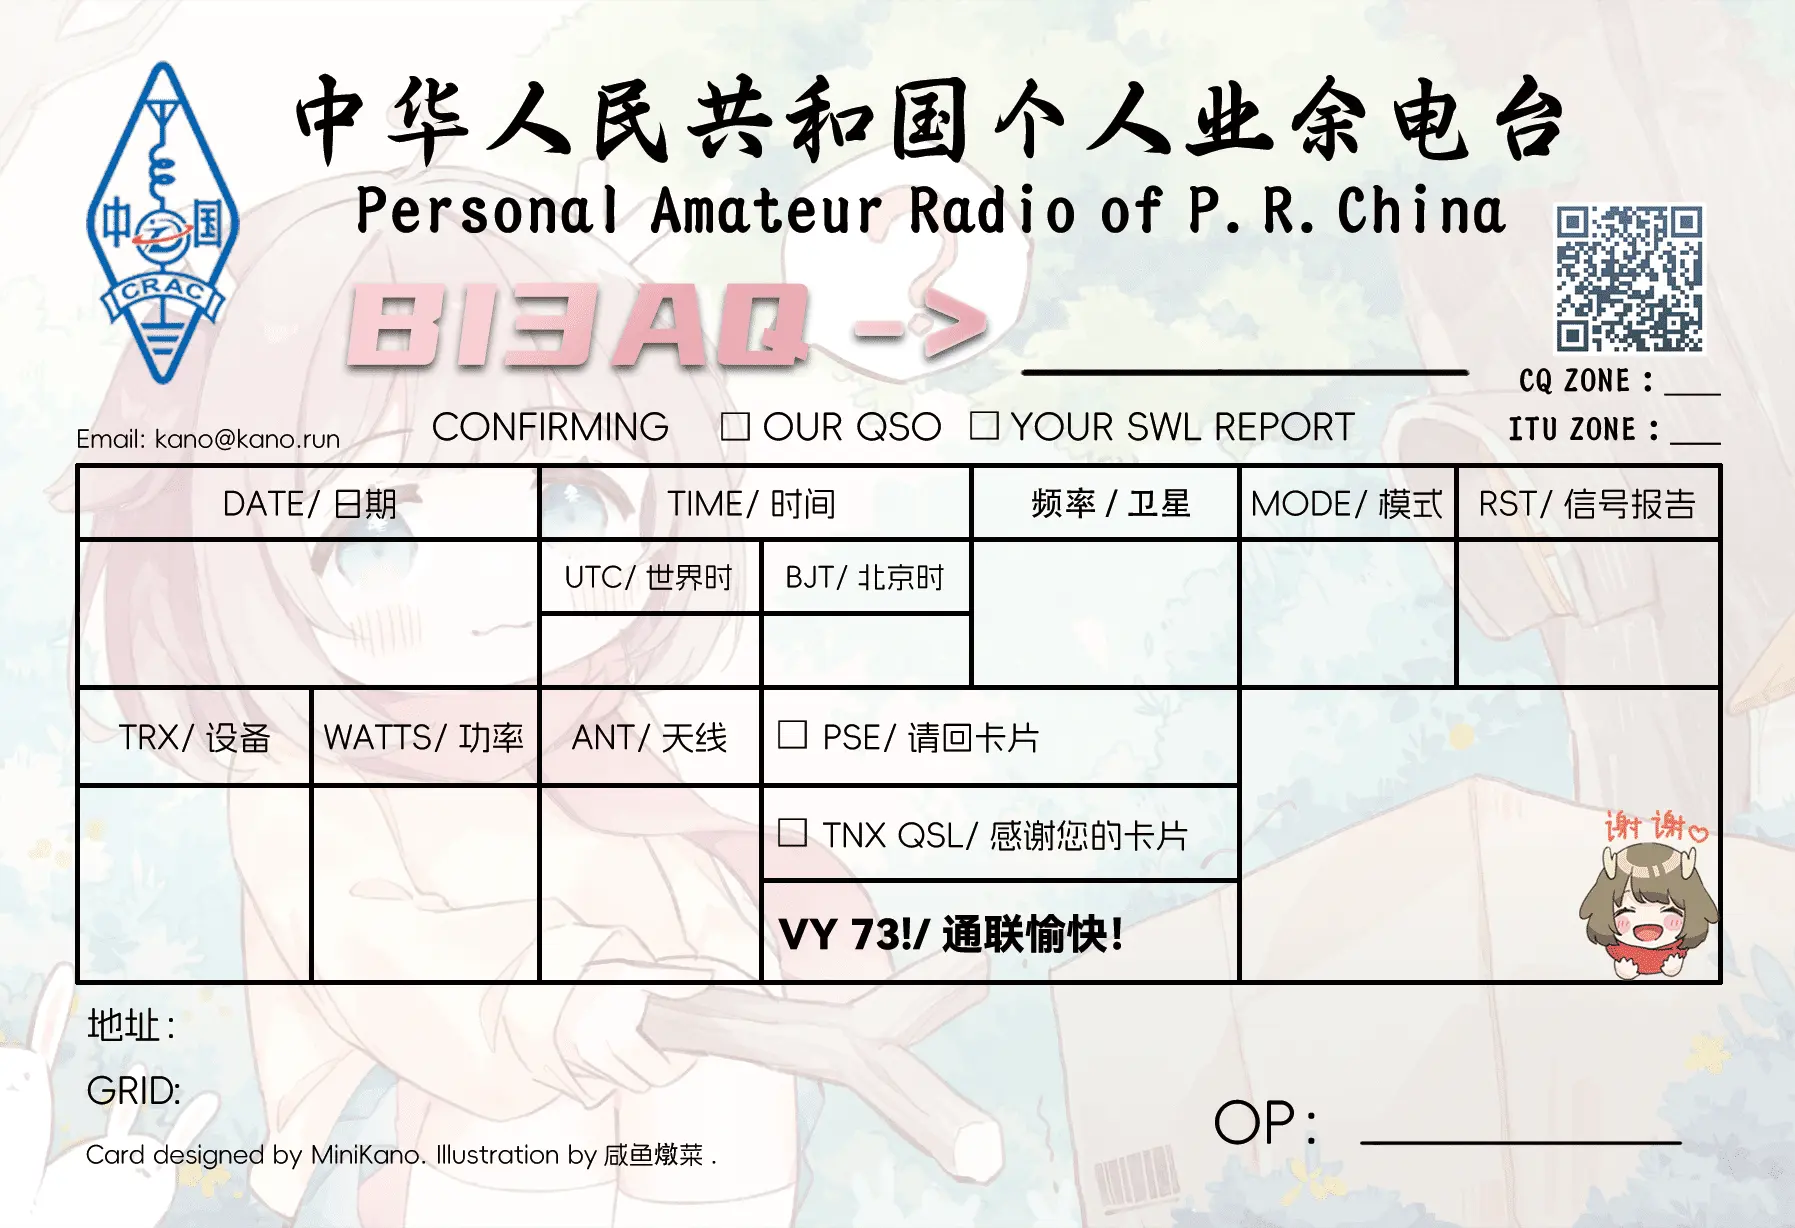 中华人民共和国个人业余电台
Personal Amateur Radio of P.R.China
中国
CRAC
BI3AQ ->
CQ ZONE : ___
ITU ZONE : ___
Email: kano@kano.run
CONFIRMING □ OUR QSO □ YOUR SWL REPORT
DATE/ 日期 TIME/ 时间 频率 / 卫星 MODE/ 模式 RST/ 信号报告
UTC/ 世界时 BJT/ 北京时
TRX/ 设备 WATTS/ 功率 ANT/ 天线 □ PSE/ 请回卡片
□ TNX QSL/ 感谢您的卡片
谢谢
VY 73!/ 通联愉快!
地址:
GRID:
OP:
Card designed by MiniKano. Illustration by 咸鱼燉菜 .